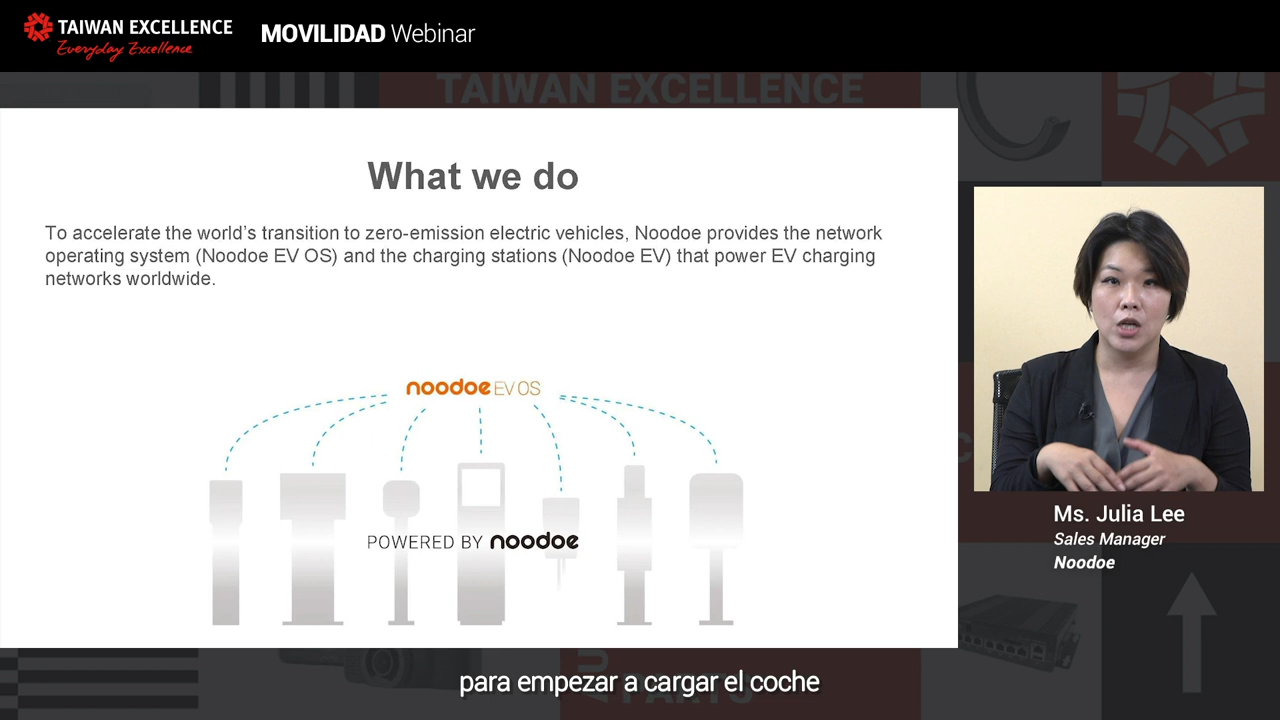 TAIWAN EXCELLENCE
Everyday Excellence
MOVILIDAD Webinar
TAIWAN EXCELLENCE
What we do
To accelerate the world's transition to zero-emission electric vehicles, Noodoe provides the network
operating system (Noodoe EV OS) and the charging stations (Noodoe EV) that power EV charging
networks worldwide.
noodoe EV OS
POWERED BY noodoe
Ms. Julia Lee
Sales Manager
Noodoe
para empezar a cargar el coche
PARTS